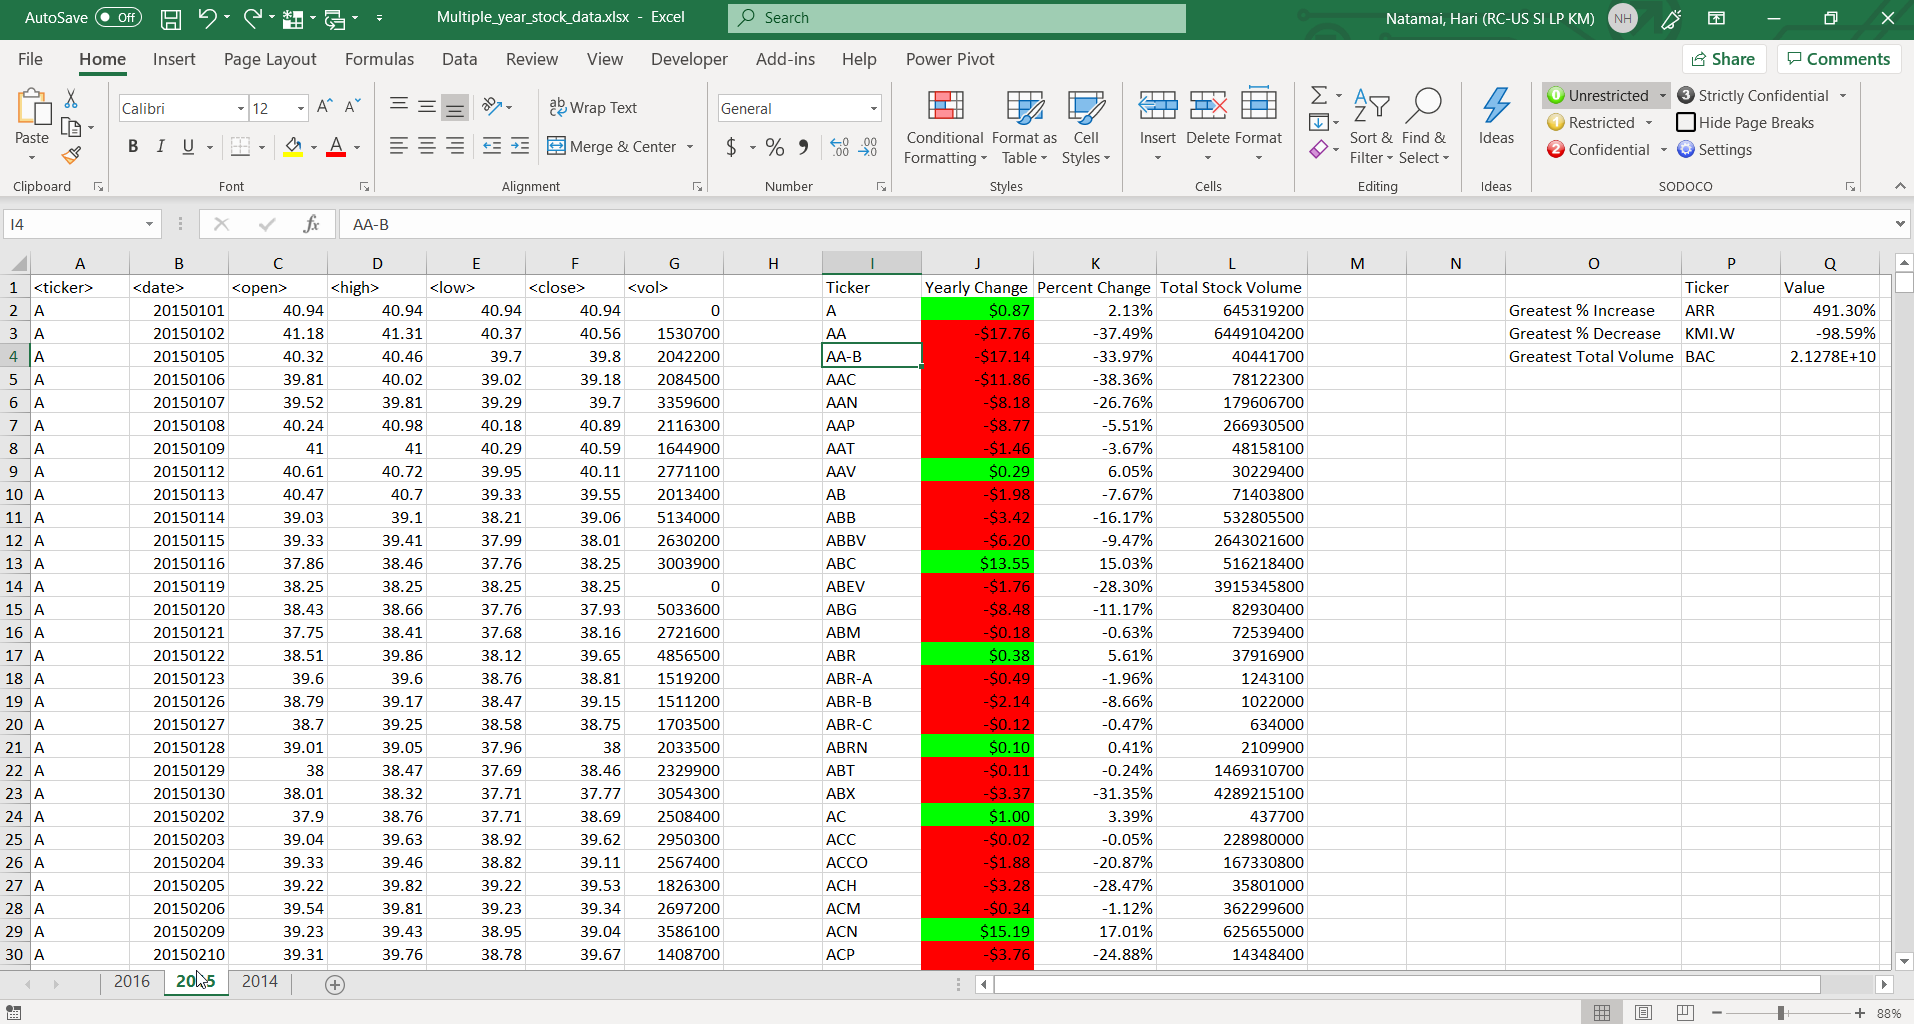 AutoSave Off Multiple_year_stock_data.xlsx - Excel Search Natamai, Hari (RC-US SI LP KM) NH
File Home Insert Page Layout Formulas Data Review View Developer Add-ins Help Power Pivot Share Comments
Paste Calibri 12 Wrap Text General Conditional Formatting Format as Table Cell Styles Insert Delete Format Sort & Filter Find & Select Ideas 0 Unrestricted 3 Strictly Confidential
1 Restricted Hide Page Breaks
B I U A Merge & Center $ % 2 Confidential Settings
Clipboard Font Alignment Number Styles Cells Editing Ideas SODOCO
I4 fx AA-B
A B C D E F G H I J K L M N O P Q
1 <ticker> <date> <open> <high> <low> <close> <vol> Ticker Yearly Change Percent Change Total Stock Volume Ticker Value
2 A 20150101 40.94 40.94 40.94 40.94 0 A $0.87 2.13% 645319200 Greatest % Increase ARR 491.30%
3 A 20150102 41.18 41.31 40.37 40.56 1530700 AA -$17.76 -37.49% 6449104200 Greatest % Decrease KMI.W -98.59%
4 A 20150105 40.32 40.46 39.7 39.8 2042200 AA-B -$17.14 -33.97% 40441700 Greatest Total Volume BAC 2.1278E+10
5 A 20150106 39.81 40.02 39.02 39.18 2084500 AAC -$11.86 -38.36% 78122300
6 A 20150107 39.52 39.81 39.29 39.7 3359600 AAN -$8.18 -26.76% 179606700
7 A 20150108 40.24 40.98 40.18 40.89 2116300 AAP -$8.77 -5.51% 266930500
8 A 20150109 41 41 40.29 40.59 1644900 AAT -$1.46 -3.67% 48158100
9 A 20150112 40.61 40.72 39.95 40.11 2771100 AAV $0.29 6.05% 30229400
10 A 20150113 40.47 40.7 39.33 39.55 2013400 AB -$1.98 -7.67% 71403800
11 A 20150114 39.03 39.1 38.21 39.06 5134000 ABB -$3.42 -16.17% 532805500
12 A 20150115 39.33 39.41 37.99 38.01 2630200 ABBV -$6.20 -9.47% 2643021600
13 A 20150116 37.86 38.46 37.76 38.25 3003900 ABC $13.55 15.03% 516218400
14 A 20150119 38.25 38.25 38.25 38.25 0 ABEV -$1.76 -28.30% 3915345800
15 A 20150120 38.43 38.66 37.76 37.93 5033600 ABG -$8.48 -11.17% 82930400
16 A 20150121 37.75 38.41 37.68 38.16 2721600 ABM -$0.18 -0.63% 72539400
17 A 20150122 38.51 39.86 38.12 39.65 4856500 ABR $0.38 5.61% 37916900
18 A 20150123 39.6 39.6 38.76 38.81 1519200 ABR-A -$0.49 -1.96% 1243100
19 A 20150126 38.79 39.17 38.47 39.15 1511200 ABR-B -$2.14 -8.66% 1022000
20 A 20150127 38.7 39.25 38.58 38.75 1703500 ABR-C -$0.12 -0.47% 634000
21 A 20150128 39.01 39.05 37.96 38 2033500 ABRN $0.10 0.41% 2109900
22 A 20150129 38 38.47 37.69 38.46 2329900 ABT -$0.11 -0.24% 1469310700
23 A 20150130 38.01 38.32 37.71 37.77 3054300 ABX -$3.37 -31.35% 4289215100
24 A 20150202 37.9 38.76 37.71 38.69 2508400 AC $1.00 3.39% 437700
25 A 20150203 39.04 39.63 38.92 39.62 2950300 ACC -$0.02 -0.05% 228980000
26 A 20150204 39.33 39.46 38.82 39.11 2567400 ACCO -$1.88 -20.87% 167330800
27 A 20150205 39.22 39.82 39.22 39.53 1826300 ACH -$3.28 -28.47% 35801000
28 A 20150206 39.54 39.81 39.23 39.34 2697200 ACM -$0.34 -1.12% 362299600
29 A 20150209 39.23 39.43 38.95 39.04 3586100 ACN $15.19 17.01% 625655000
30 A 20150210 39.31 39.76 38.78 39.67 1408700 ACP -$3.76 -24.88% 14348400
2016 2015 2014
88%